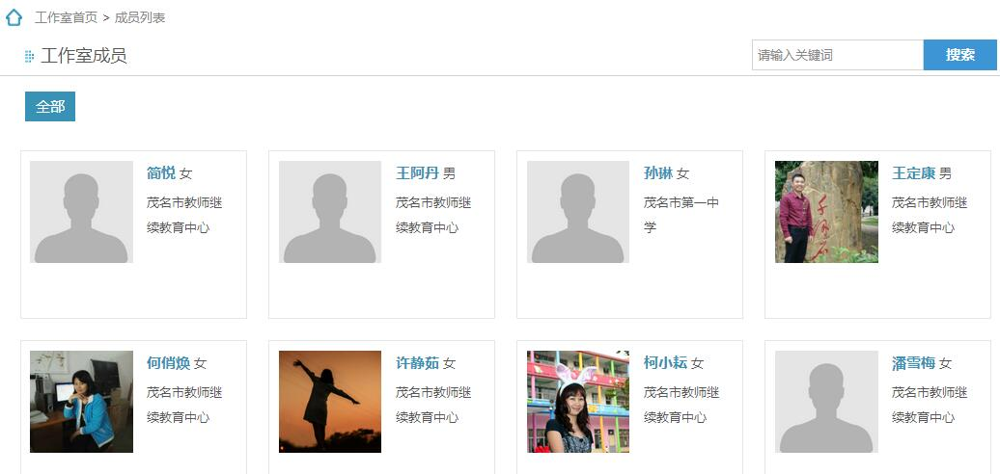 工作室首页 > 成员列表
工作室成员
请输入关键词
搜索
全部
简悦 女
茂名市教师继
续教育中心
王阿丹 男
茂名市教师继
续教育中心
孙琳 女
茂名市第一中
学
王定康 男
茂名市教师继
续教育中心
何俏焕 女
茂名市教师继
续教育中心
许静茹 女
茂名市教师继
续教育中心
柯小耘 女
茂名市教师继
续教育中心
潘雪梅 女
茂名市教师继
续教育中心